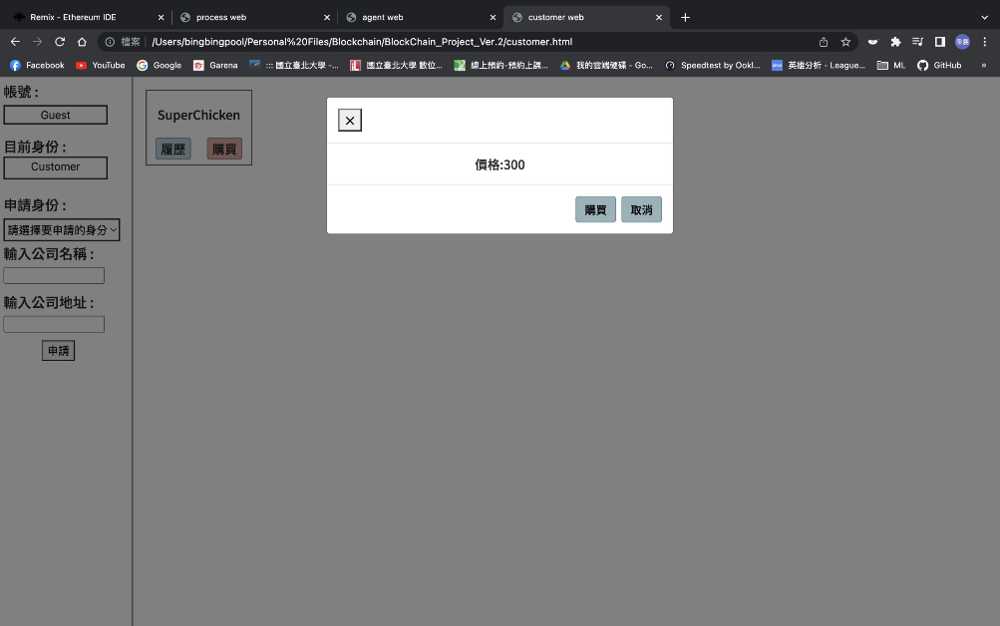 Remix - Ethereum IDE
process web
agent web
customer web
檔案
/Users/bingbingpool/Personal%20Files/Blockchain/BlockChain_Project_Ver.2/customer.html
Facebook
YouTube
Google
Garena
::: 國立臺北大學 -...
國立臺北大學 數位...
線上預約-預約上課...
我的雲端硬碟 - Go...
Speedtest by Ookl...
英雄分析 - League...
ML
GitHub
»
帳號 :
Guest
目前身份 :
Customer
申請身份 :
請選擇要申請的身分
輸入公司名稱 :
輸入公司地址 :
申請
SuperChicken
履歷 購買
×
價格:300
購買 取消